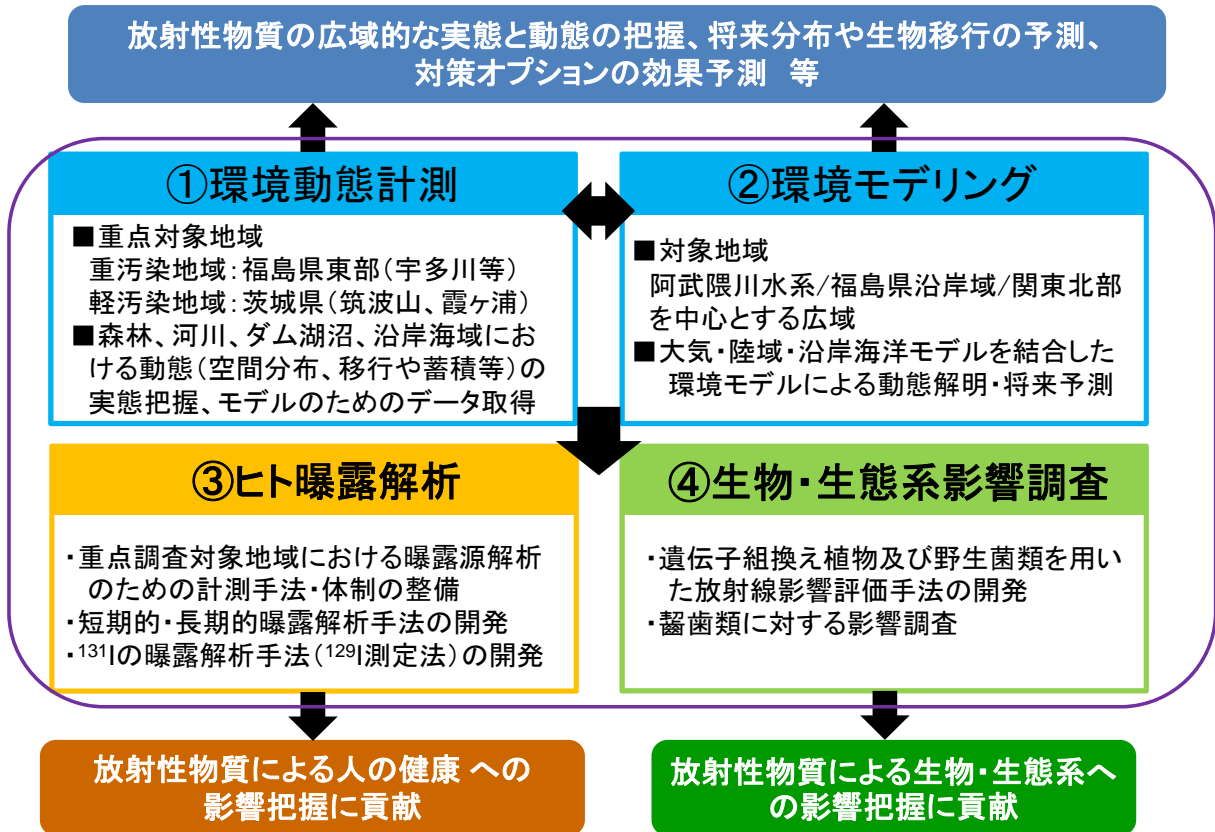 放射性物質の広域的な実態と動態の把握、将来分布や生物移行の予測、
対策オプションの効果予測　等
①環境動態計測
■重点対象地域
重汚染地域：福島県東部（宇多川等）
軽汚染地域：茨城県（筑波山、霞ヶ浦）
■森林、河川、ダム湖沼、沿岸海域にお
ける動態（空間分布、移行や蓄積等）の
実態把握、モデルのためのデータ取得
②環境モデリング
■対象地域
阿武隈川水系/福島県沿岸域/関東北部
を中心とする広域
■大気・陸域・沿岸海洋モデルを結合した
環境モデルによる動態解明・将来予測
③ヒト曝露解析
・重点調査対象地域における曝露源解析
のための計測手法・体制の整備
・短期的・長期的曝露解析手法の開発
・¹³¹Iの曝露解析手法（¹²⁹I測定法）の開発
④生物・生態系影響調査
・遺伝子組換え植物及び野生菌類を用い
た放射線影響評価手法の開発
・齧歯類に対する影響調査
放射性物質による人の健康 への
影響把握に貢献
放射性物質による生物・生態系へ
の影響把握に貢献